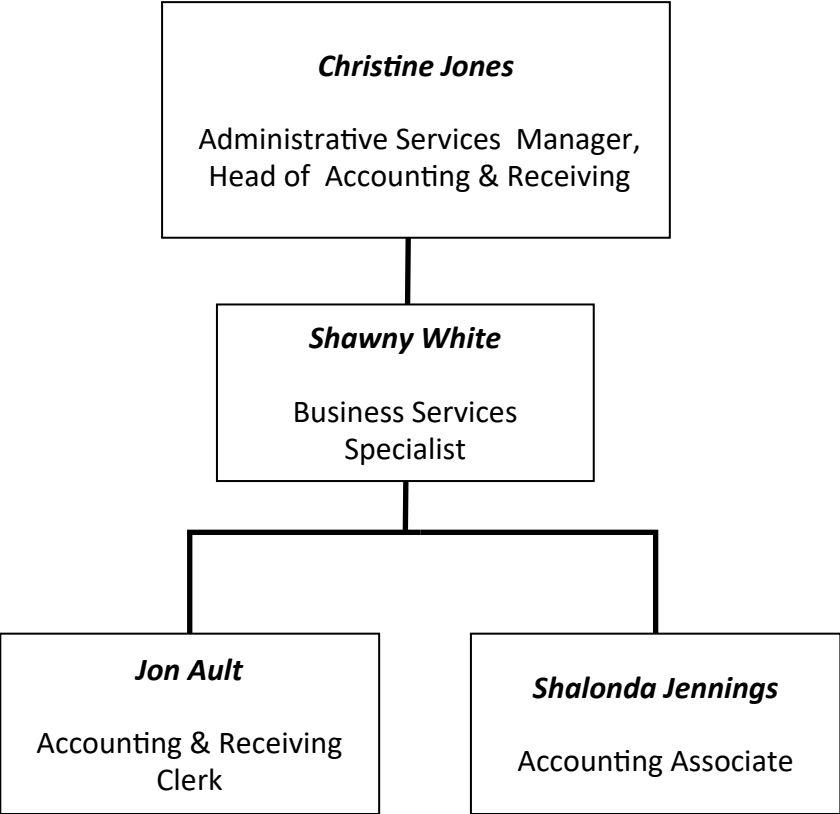 Christine Jones
Administrative Services Manager,
Head of Accounting & Receiving
Shawny White
Business Services
Specialist
Jon Ault
Accounting & Receiving
Clerk
Shalonda Jennings
Accounting Associate